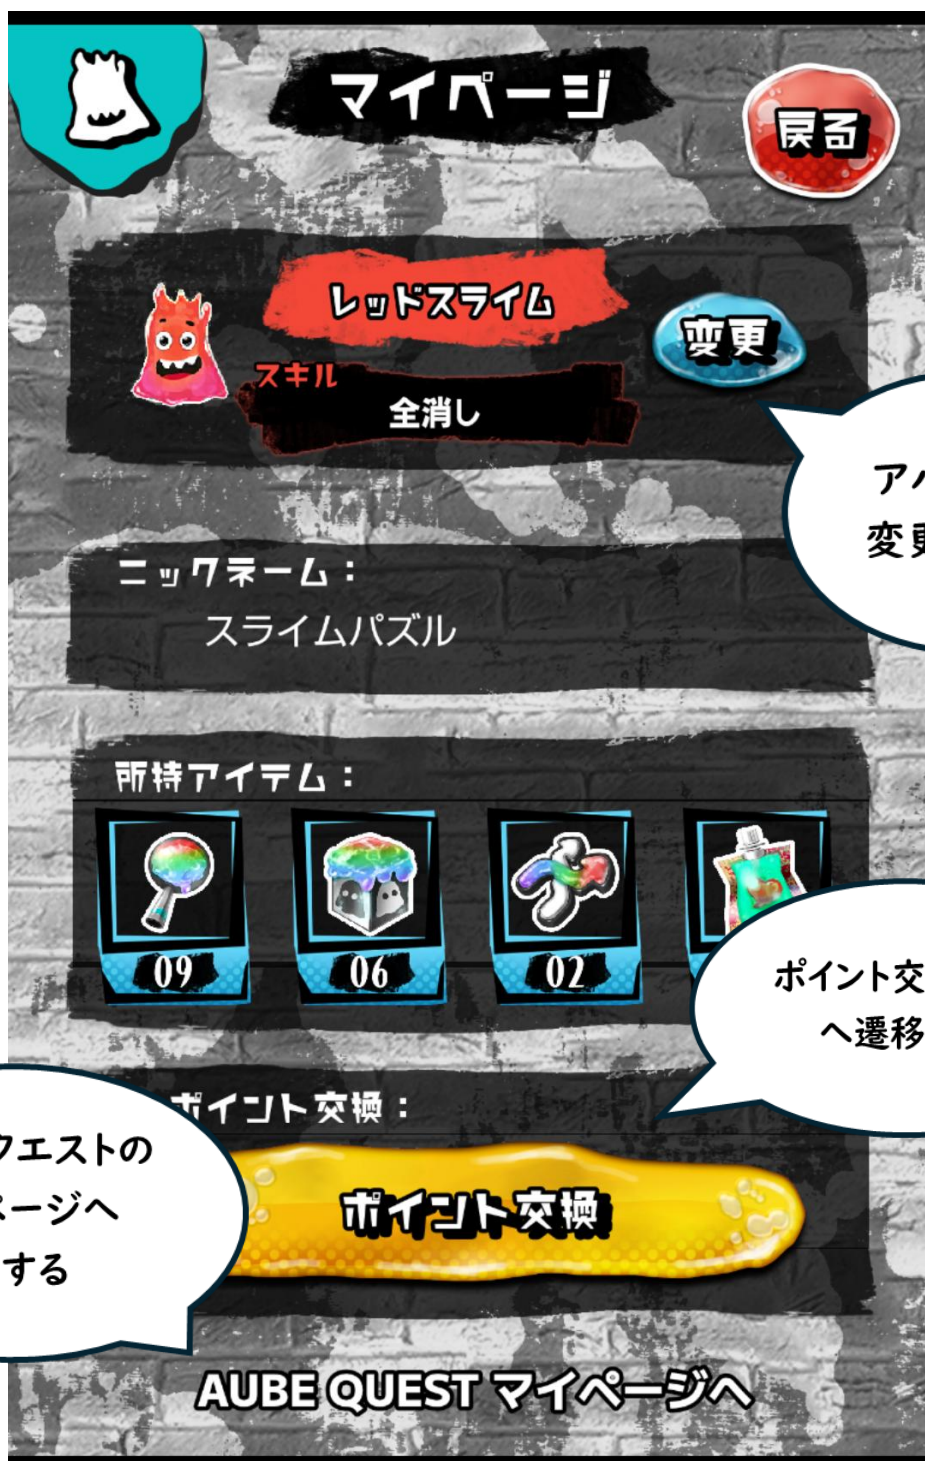 マイページ
戻る
レッドスライム
変更
スキル
全消し
ニックネーム：
スライムパズル
所持アイテム：
09
06
02
ポイント交
へ遷移
ポイント交換：
クエストの
ページへ
する
ポイント交換
AUBE QUEST マイページへ